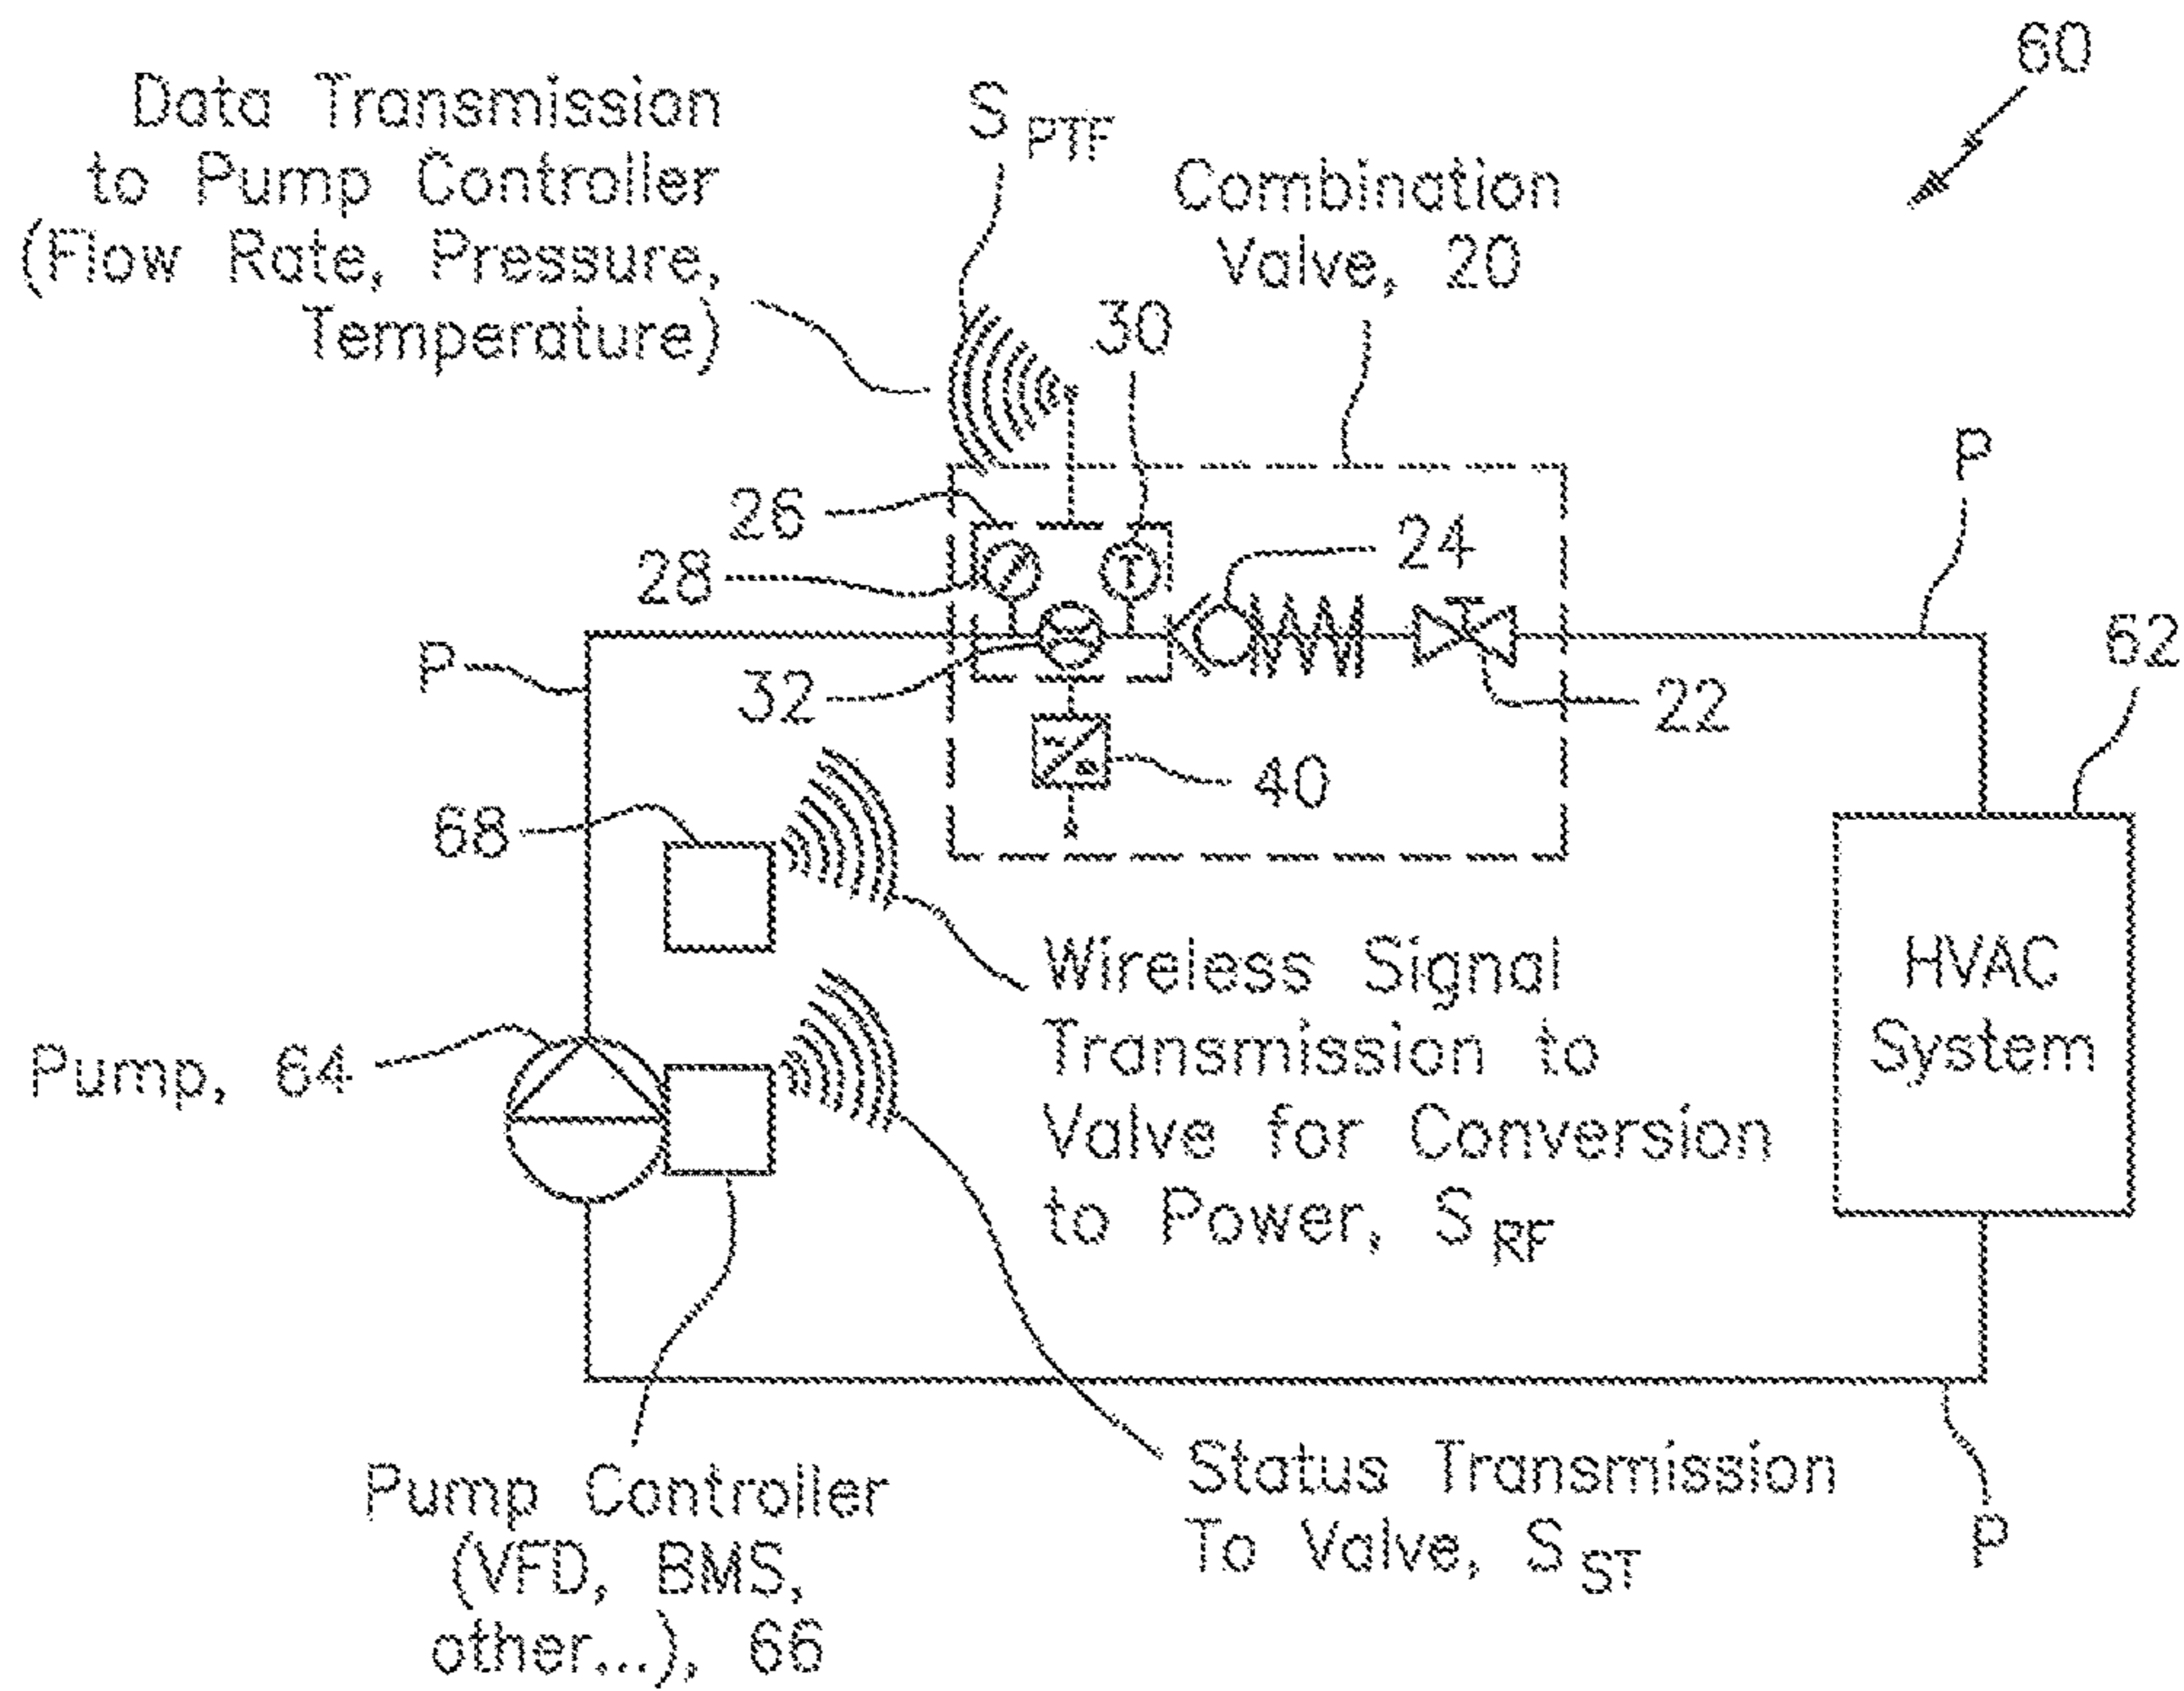 60
Data Transmission
to Pump Controller
(Flow Rate, Pressure,
Temperature)
S PTF
Combination
Valve, 20
30
P
26
28
24
P
32
22
62
40
68
HVAC
System
Wireless Signal
Transmission to
Valve for Conversion
to Power, S RF
Pump, 64
Pump Controller
(VFD, BMS,
other...), 66
Status Transmission
To Valve, S ST
P